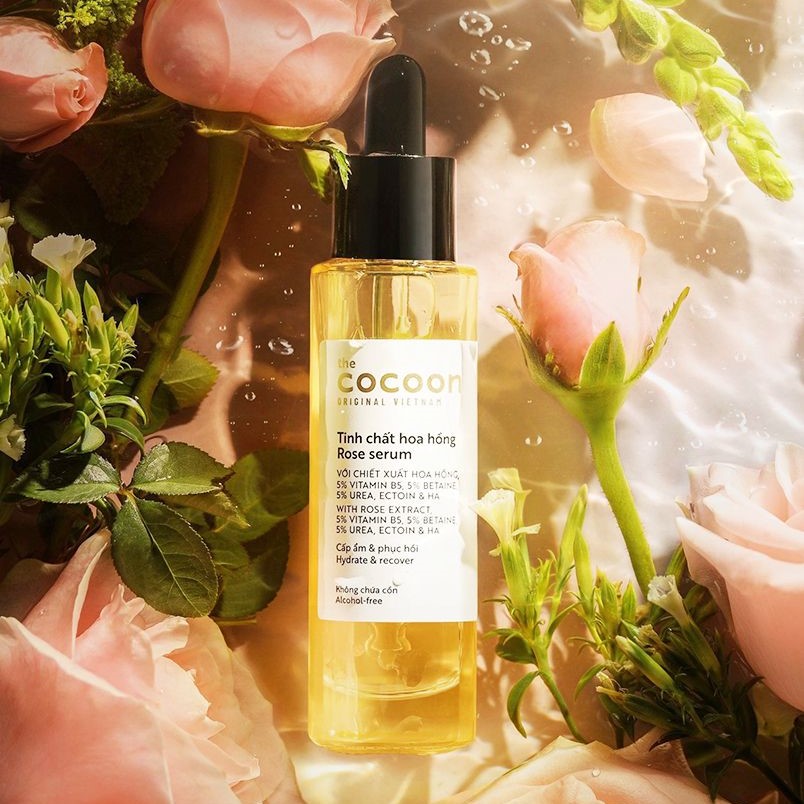 the
cocoon
ORIGINAL VIETNAM
Tinh chất hoa hồng
Rose serum
VỚI CHIẾT XUẤT HOA HỒNG,
5% VITAMIN B5, 5% BETAINE,
5% UREA, ECTOIN & HA
WITH ROSE EXTRACT,
5% VITAMIN B5, 5% BETAINE,
5% UREA, ECTOIN & HA
Cấp ẩm & phục hồi
Hydrate & recover
Không chứa cồn
Alcohol-free